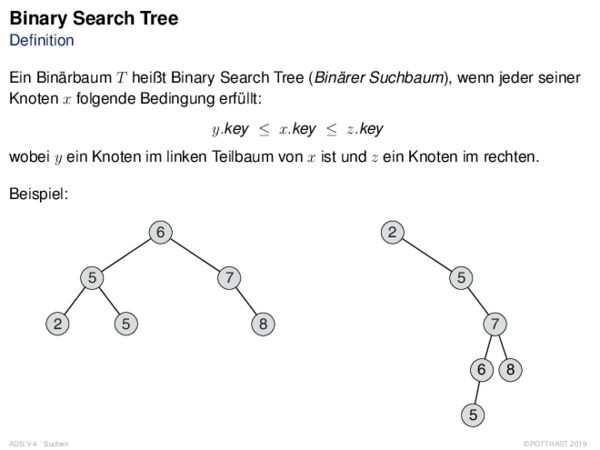 Binary Search Tree
Definition
Ein Binärbaum T heißt Binary Search Tree (Binärer Suchbaum), wenn jeder seiner
Knoten x folgende Bedingung erfüllt:
y.key ≤ x.key ≤ z.key
wobei y ein Knoten im linken Teilbaum von x ist und z ein Knoten im rechten.
Beispiel:
6 2
5 7 5
2 5 8 7
6 8
5
ADS:V-4 Suchen ©POTTHAST 2019